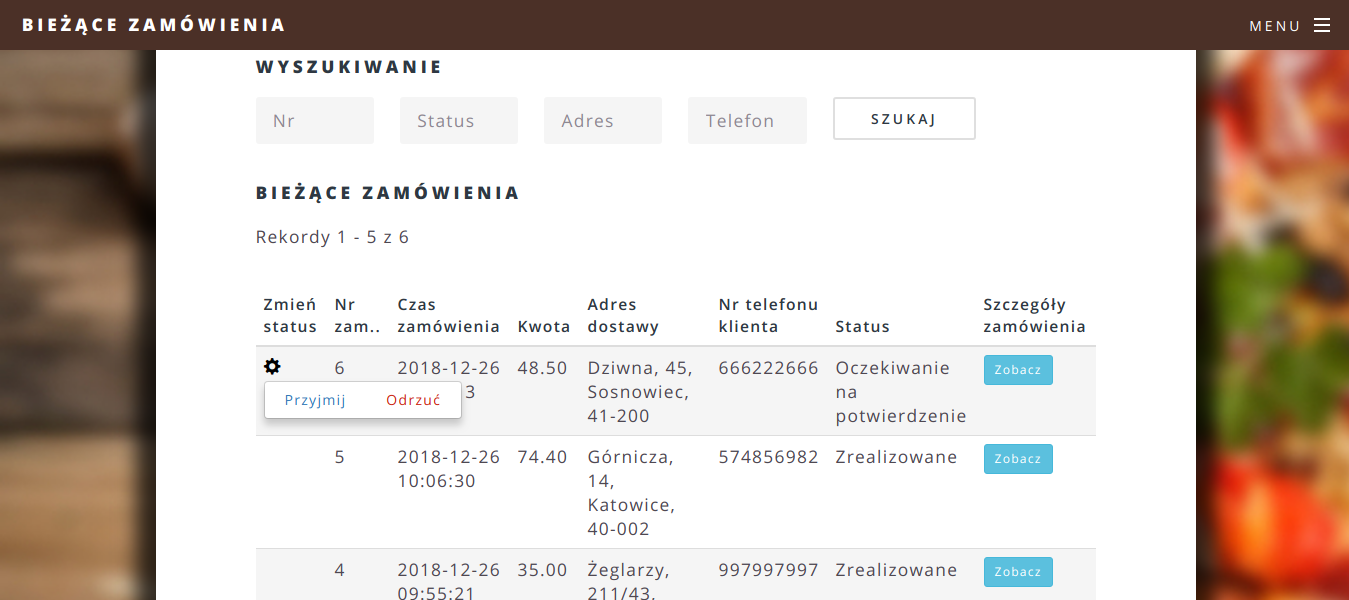 BIEŻĄCE ZAMÓWIENIA
MENU
WYSZUKIWANIE
Nr Status Adres Telefon SZUKAJ
BIEŻĄCE ZAMÓWIENIA
Rekordy 1 - 5 z 6
Zmień Nr Czas Adres Nr telefonu Szczegóły
status zam.. zamówienia Kwota dostawy klienta Status zamówienia
6 2018-12-26 48.50 Dziwna, 45, 666222666 Oczekiwanie Zobacz
3 Sosnowiec, na
Przyjmij Odrzuć
41-200 potwierdzenie
5 2018-12-26 74.40 Górnicza, 574856982 Zrealizowane Zobacz
10:06:30 14,
Katowice,
40-002
4 2018-12-26 35.00 Żeglarzy, 997997997 Zrealizowane Zobacz
09:55:21 211/43,